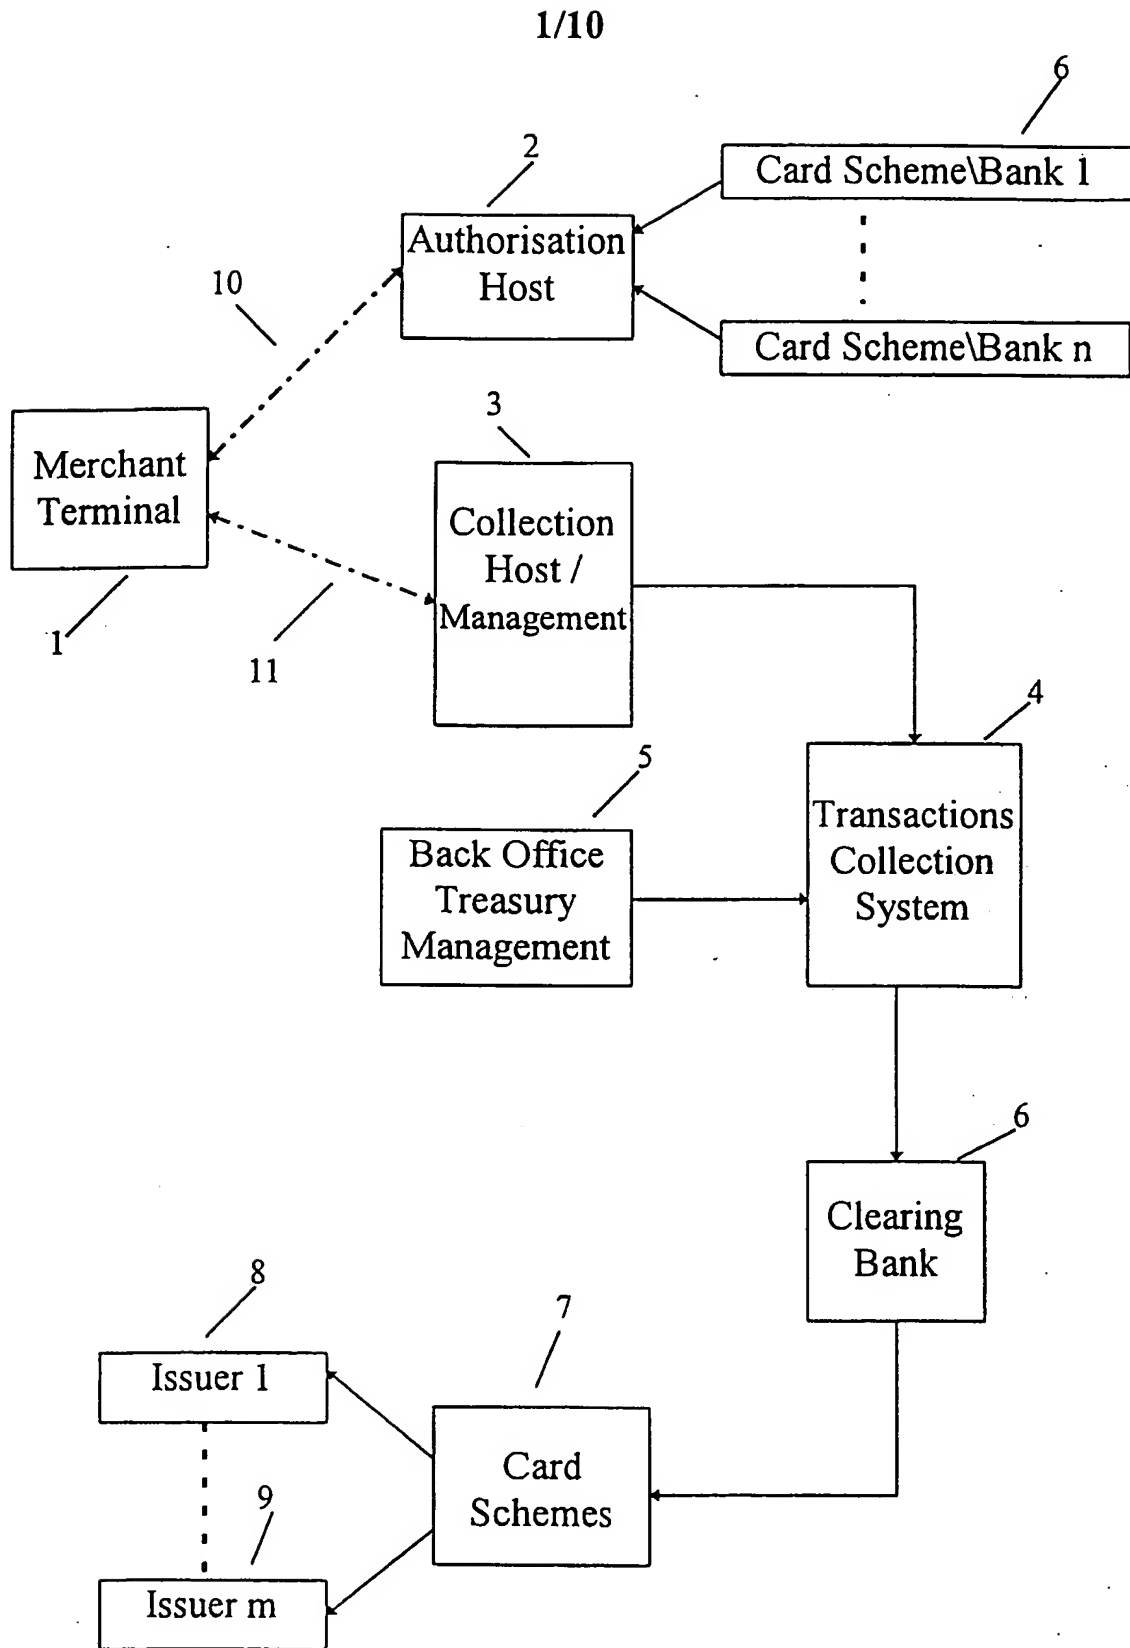 1/10
6
2
Card Scheme\Bank 1
Authorisation
Host
10
Card Scheme\Bank n
3
Merchant
Terminal
Collection
Host /
Management
1
11
4
5
Transactions
Collection
System
Back Office
Treasury
Management
6
Clearing
Bank
8
7
Issuer 1
Card
Schemes
9
Issuer m